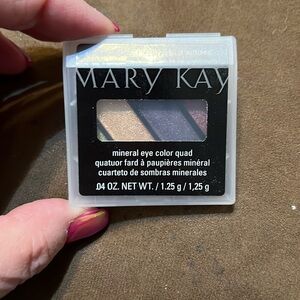 MARY KAY
mineral eye color quad
quatuor fard à paupières minéral
cuarteto de sombras minerales
.04 OZ. NET WT. / 1.25 g / 1,25 g